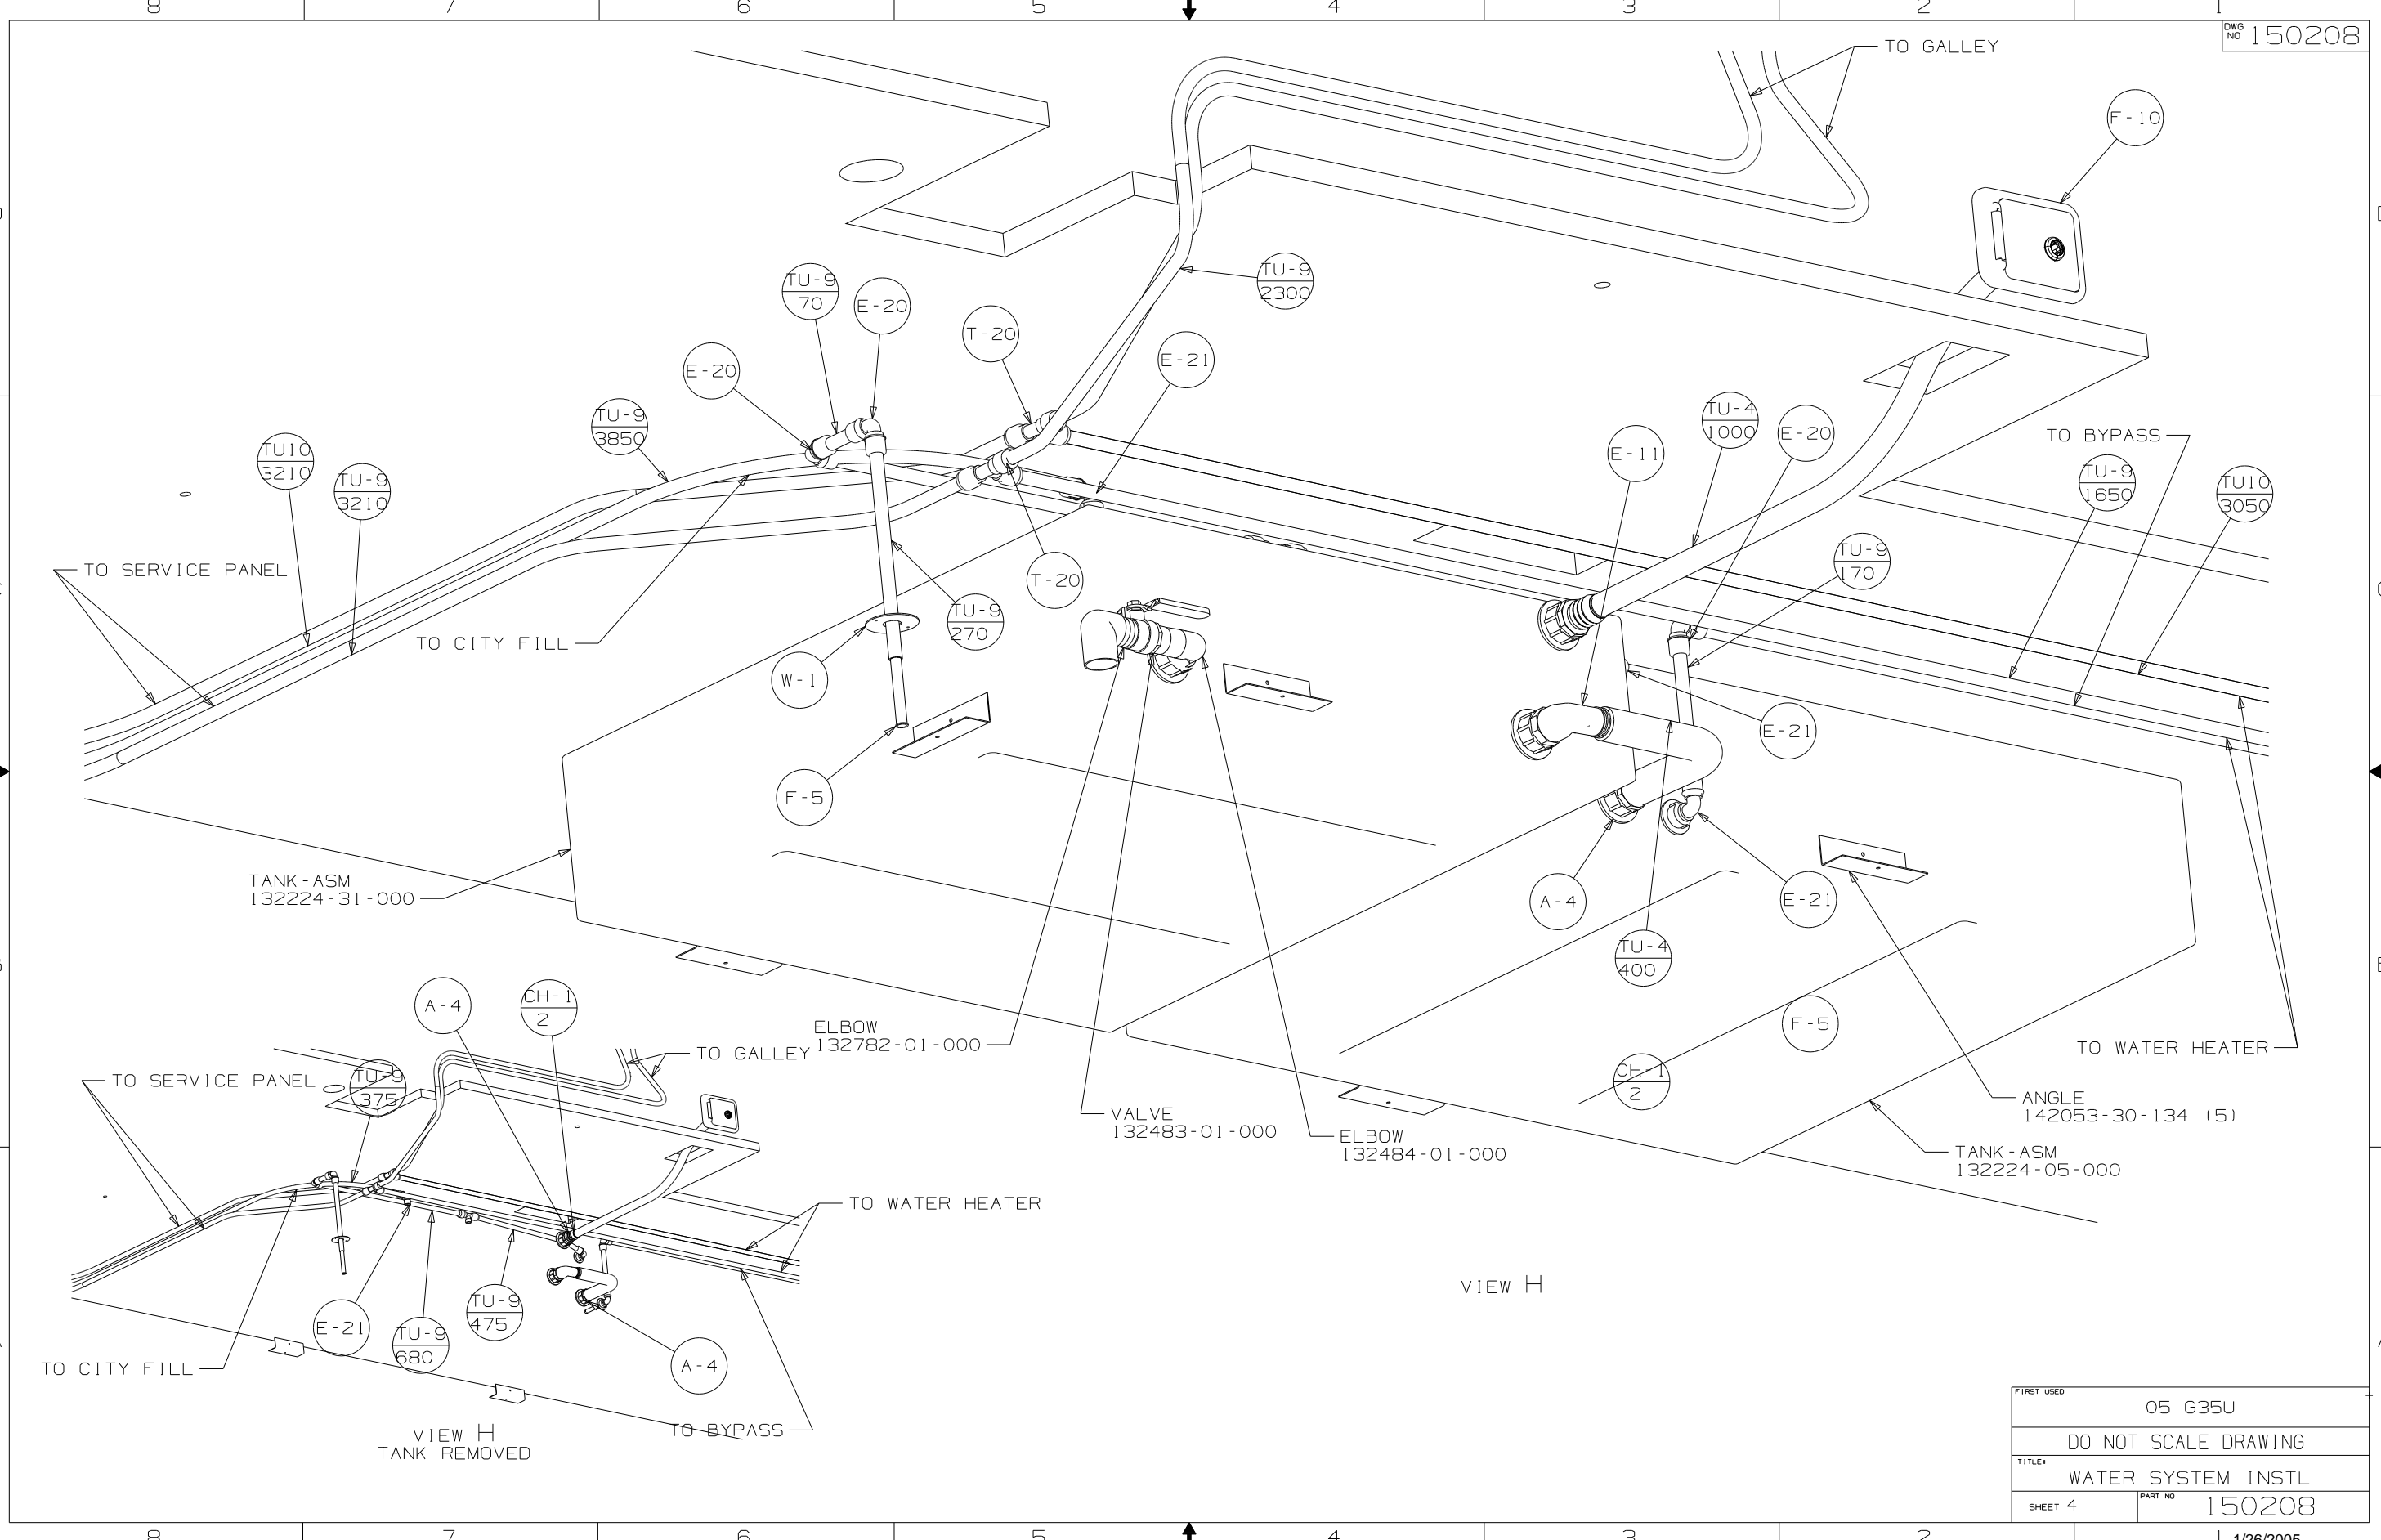 8 7 6 5 4 3 2 1
DWG NO 150208
TO GALLEY
F-10
D
TU-9
70
E-20
TU-9
2300
T-20
E-20
E-21
TU-9
3850
TU10
3210
TU-9
3210
TU-4
1000
E-20
E-11
TO BYPASS
TU-9
1650
TU10
3050
TU-9
170
TO SERVICE PANEL
T-20
TU-9
270
TO CITY FILL
W-1
E-21
F-5
TANK-ASM
132224-31-000
A-4
E-21
TU-4
400
A-4
CH-1
2
ELBOW
132782-01-000
F-5
TO WATER HEATER
CH-1
2
TO GALLEY
TO SERVICE PANEL
TU-9
375
VALVE
132483-01-000
ELBOW
132484-01-000
ANGLE
142053-30-134 (5)
TANK-ASM
132224-05-000
TO WATER HEATER
VIEW H
E-21
TU-9
680
TU-9
475
A-4
TO CITY FILL
TO BYPASS
VIEW H
TANK REMOVED
FIRST USED
05 G35U
DO NOT SCALE DRAWING
TITLE:
WATER SYSTEM INSTL
SHEET 4
PART NO 150208
8 7 6 5 4 3 2 1
1/26/2005